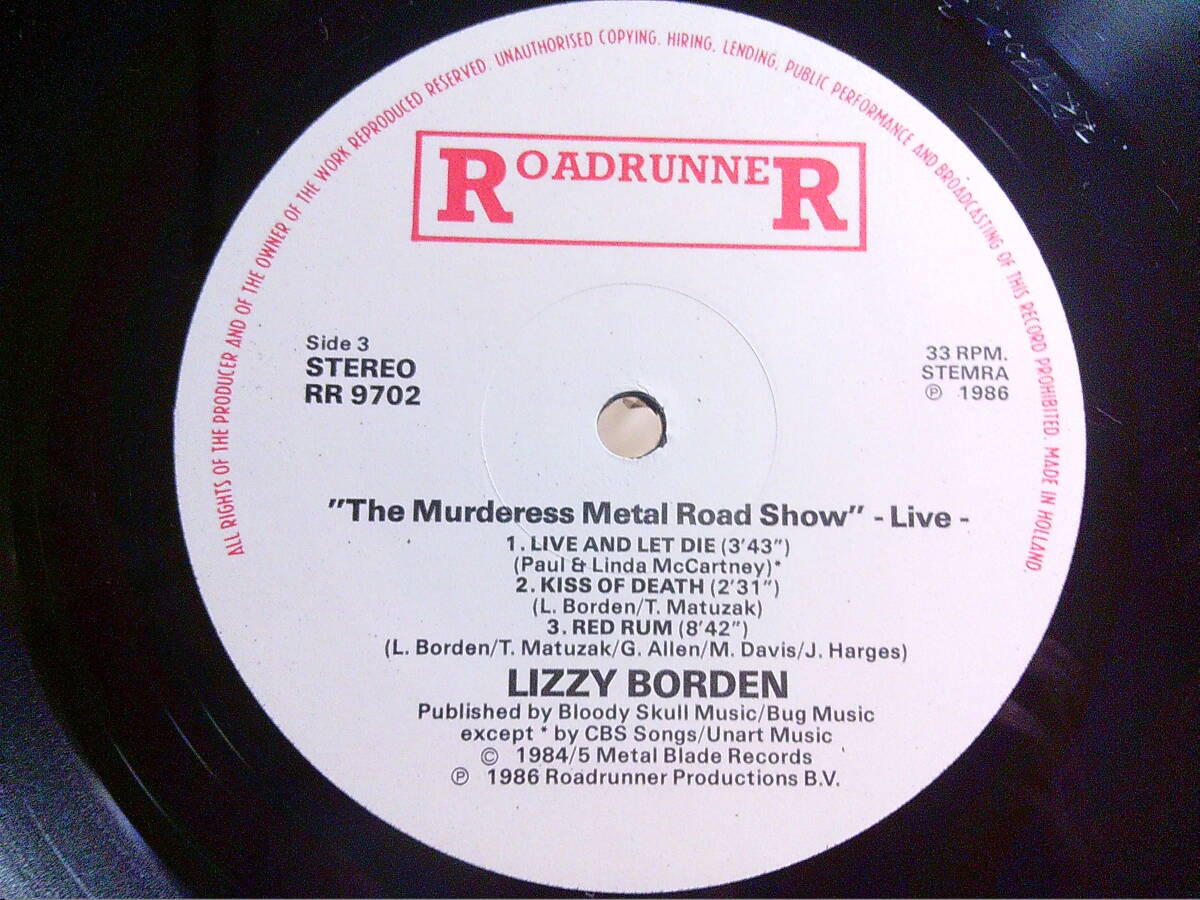 ALL RIGHTS OF THE PRODUCER AND OF THE OWNER OF THE WORK REPRODUCED RESERVED. UNAUTHORISED COPYING, HIRING, LENDING, PUBLIC PERFORMANCE AND BROADCASTING OF THIS RECORD PROHIBITED. MADE IN HOLLAND.
ROADRUNNER
Side 3
STEREO
RR 9702
33 RPM.
STEMRA
℗ 1986
"The Murderess Metal Road Show" - Live -
1. LIVE AND LET DIE (3'43")
(Paul & Linda McCartney)*
2. KISS OF DEATH (2'31")
(L. Borden/T. Matuzak)
3. RED RUM (8'42")
(L. Borden/T. Matuzak/G. Allen/M. Davis/J. Harges)
LIZZY BORDEN
Published by Bloody Skull Music/Bug Music
except * by CBS Songs/Unart Music
© 1984/5 Metal Blade Records
℗ 1986 Roadrunner Productions B.V.